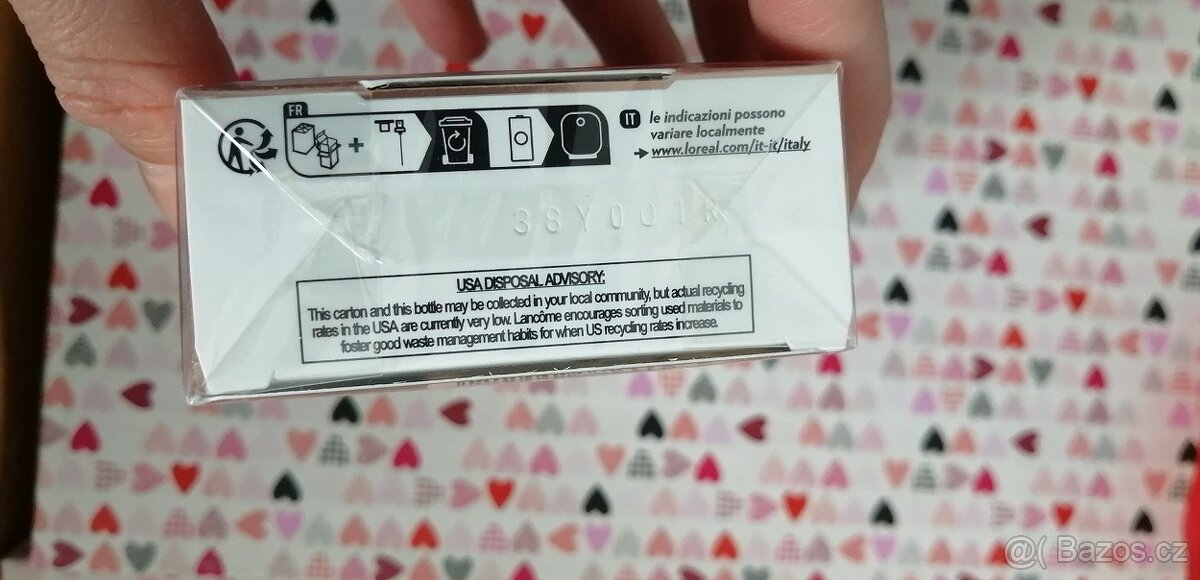 FR
+
IT le indicazioni possono
variare localmente
www.loreal.com/it-it/italy
38Y001R
USA DISPOSAL ADVISORY:
This carton and this bottle may be collected in your local community, but actual recycling
rates in the USA are currently very low. Lancôme encourages sorting used materials to
foster good waste management habits for when US recycling rates increase.
@( Bazos.cz